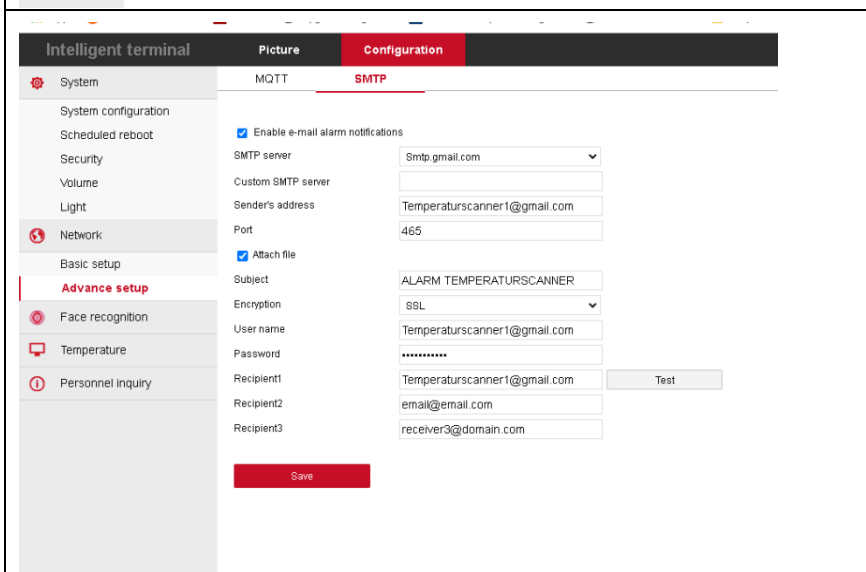 Intelligent terminal Picture Configuration
System MQTT SMTP
System configuration
Enable e-mail alarm notifications
Scheduled reboot
SMTP server Smtp.gmail.com
Security
Custom SMTP server
Volume
Sender's address Temperaturscanner1@gmail.com
Light
Port 465
Network
Attach file
Basic setup
Subject ALARM TEMPERATURSCANNER
Advance setup
Encryption SSL
Face recognition
User name Temperaturscanner1@gmail.com
Temperature
Password •••••••••••
Recipient1 Temperaturscanner1@gmail.com Test
Personnel inquiry
Recipient2 email@email.com
Recipient3 receiver3@domain.com
Save